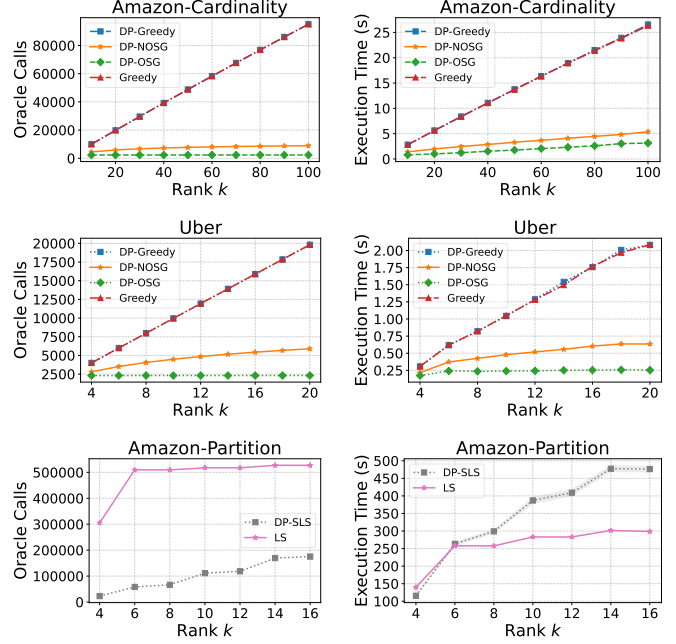 Amazon-Cardinality
Oracle Calls
80000
60000
40000
20000
0
DP-Greedy
DP-NOSG
DP-OSG
Greedy
20 40 60 80 100
Rank k
Amazon-Cardinality
Execution Time (s)
25
20
15
10
5
0
DP-Greedy
DP-NOSG
DP-OSG
Greedy
20 40 60 80 100
Rank k
Uber
Oracle Calls
20000
17500
15000
12500
10000
7500
5000
2500
DP-Greedy
DP-NOSG
DP-OSG
Greedy
4 8 12 16 20
Rank k
Uber
Execution Time (s)
2.00
1.75
1.50
1.25
1.00
0.75
0.50
0.25
DP-Greedy
DP-NOSG
DP-OSG
Greedy
4 8 12 16 20
Rank k
Amazon-Partition
Oracle Calls
500000
400000
300000
200000
100000
0
DP-SLS
LS
4 6 8 10 12 14 16
Rank k
Amazon-Partition
Execution Time (s)
500
450
400
350
300
250
200
150
100
DP-SLS
LS
4 6 8 10 12 14 16
Rank k